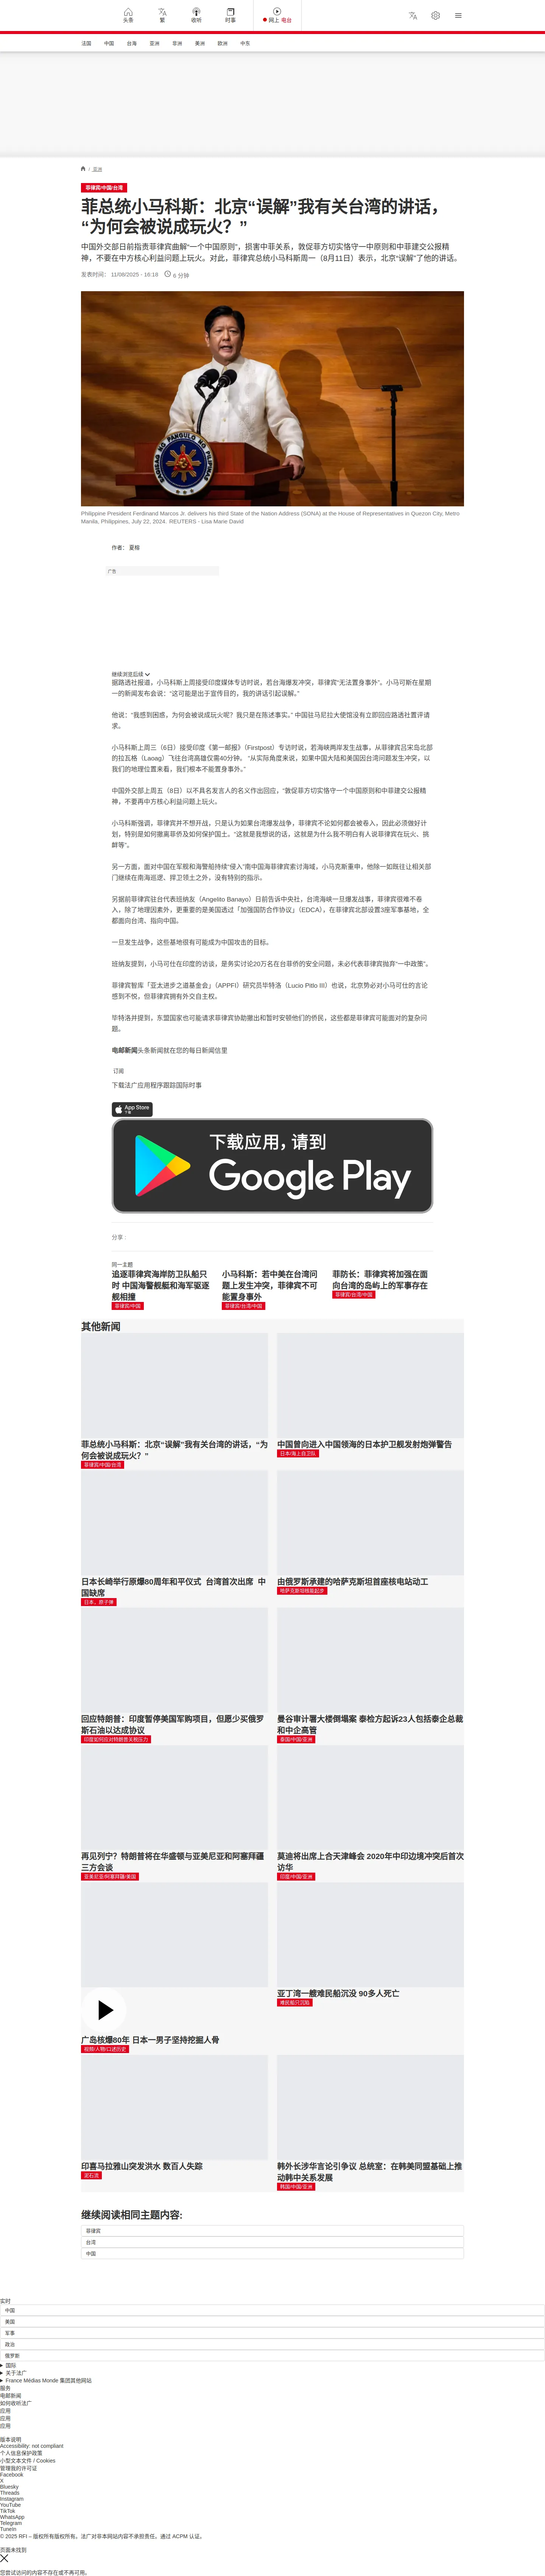 头条
繁
收听
时事
网上 电台
法国
中国
台海
亚洲
非洲
美洲
欧洲
中东
/ 亚洲
菲律宾/中国/台湾
菲总统小马科斯：北京“误解”我有关台湾的讲话，
“为何会被说成玩火？”
中国外交部日前指责菲律宾曲解“一个中国原则”，损害中菲关系，敦促菲方切实恪守一中原则和中菲建交公报精
神，不要在中方核心利益问题上玩火。对此，菲律宾总统小马科斯周一（8月11日）表示，北京“误解”了他的讲话。
发表时间： 11/08/2025 - 16:18 6 分钟
Philippine President Ferdinand Marcos Jr. delivers his third State of the Nation Address (SONA) at the House of Representatives in Quezon City, Metro
Manila, Philippines, July 22, 2024. REUTERS - Lisa Marie David
作者： 夏榕
广告
继续浏览后续
据路透社报道，小马科斯上周接受印度媒体专访时说，若台海爆发冲突，菲律宾“无法置身事外”。小马可斯在星期
一的新闻发布会说：“这可能是出于宣传目的，我的讲话引起误解。”
他说：“我感到困惑，为何会被说成玩火呢？我只是在陈述事实。” 中国驻马尼拉大使馆没有立即回应路透社置评请
求。
小马科斯上周三（6日）接受印度《第一邮报》（Firstpost）专访时说，若海峡两岸发生战事，从菲律宾吕宋岛北部
的拉瓦格（Laoag）飞往台湾高雄仅需40分钟。 “从实际角度来说，如果中国大陆和美国因台湾问题发生冲突，以
我们的地理位置来看，我们根本不能置身事外。”
中国外交部上周五（8日）以不具名发言人的名义作出回应，“敦促菲方切实恪守一个中国原则和中菲建交公报精
神，不要再中方核心利益问题上玩火。
小马科斯强调，菲律宾并不想开战，只是认为如果台湾爆发战争，菲律宾不论如何都会被卷入，因此必须做好计
划，特别是如何撤离菲侨及如何保护国土。“这就是我想说的话，这就是为什么我不明白有人说菲律宾在玩火、挑
衅等”。
另一方面，面对中国在军舰和海警船持续“侵入”南中国海菲律宾索讨海域，小马克斯重申，他除一如既往让相关部
门继续在南海巡逻、捍卫领土之外，没有特别的指示。
另据前菲律宾驻台代表班纳友（Angelito Banayo）日前告诉中央社，台湾海峡一旦爆发战事，菲律宾很难不卷
入，除了地理因素外，更重要的是美国透过「加强国防合作协议」（EDCA），在菲律宾北部设置3座军事基地，全
都面向台湾、指向中国。
一旦发生战争，这些基地很有可能成为中国攻击的目标。
班纳友提到，小马可仕在印度的访谈，是务实讨论20万名在台菲侨的安全问题，未必代表菲律宾抛弃“一中政策”。
菲律宾智库「亚太进步之道基金会」（APPFI）研究员毕特洛（Lucio Pitlo III）也说，北京势必对小马可仕的言论
感到不悦，但菲律宾拥有外交自主权。
毕特洛并提到，东盟国家也可能请求菲律宾协助撤出和暂时安顿他们的侨民，这些都是菲律宾可能面对的复杂问
题。
电邮新闻头条新闻就在您的每日新闻信里
订阅
下载法广应用程序跟踪国际时事
App Store
下载
下载应用，请到
Google Play
分享 :
同一主题
追逐菲律宾海岸防卫队船只
时 中国海警舰艇和海军驱逐
舰相撞
菲律宾/中国
小马科斯：若中美在台湾问
题上发生冲突，菲律宾不可
能置身事外
菲律宾/台湾/中国
菲防长：菲律宾将加强在面
向台湾的岛屿上的军事存在
菲律宾/台湾/中国
其他新闻
菲总统小马科斯：北京“误解”我有关台湾的讲话，“为
何会被说成玩火？”
菲律宾/中国/台湾
中国曾向进入中国领海的日本护卫舰发射炮弹警告
日本/海上自卫队
日本长崎举行原爆80周年和平仪式 台湾首次出席 中
国缺席
日本、原子弹
由俄罗斯承建的哈萨克斯坦首座核电站动工
哈萨克斯坦核能起步
回应特朗普：印度暂停美国军购项目，但愿少买俄罗
斯石油以达成协议
印度如何应对特朗普关税压力
曼谷审计署大楼倒塌案 泰检方起诉23人包括泰企总裁
和中企高管
泰国/中国/亚洲
再见列宁？特朗普将在华盛顿与亚美尼亚和阿塞拜疆
三方会谈
亚美尼亚/阿塞拜疆/美国
莫迪将出席上合天津峰会 2020年中印边境冲突后首次
访华
印度/中国/亚洲
广岛核爆80年 日本一男子坚持挖掘人骨
视频/人物/口述历史
亚丁湾一艘难民船沉没 90多人死亡
难民船只沉船
印喜马拉雅山突发洪水 数百人失踪
泥石流
韩外长涉华言论引争议 总统室：在韩美同盟基础上推
动韩中关系发展
韩国/中国/亚洲
继续阅读相同主题内容:
菲律宾
台湾
中国
实时
中国
美国
军事
政治
俄罗斯
国际
关于法广
France Médias Monde 集团其他网站
服务
电邮新闻
如何收听法广
应用
应用
应用
版本说明
Accessibility: not compliant
个人信息保护政策
小型文本文件 / Cookies
管理我的许可证
Facebook
X
Bluesky
Threads
Instagram
YouTube
TikTok
WhatsApp
Telegram
TuneIn
© 2025 RFI – 版权所有版权所有。法广对非本网站内容不承担责任。通过 ACPM 认证。
页面未找到
您尝试访问的内容不存在或不再可用。